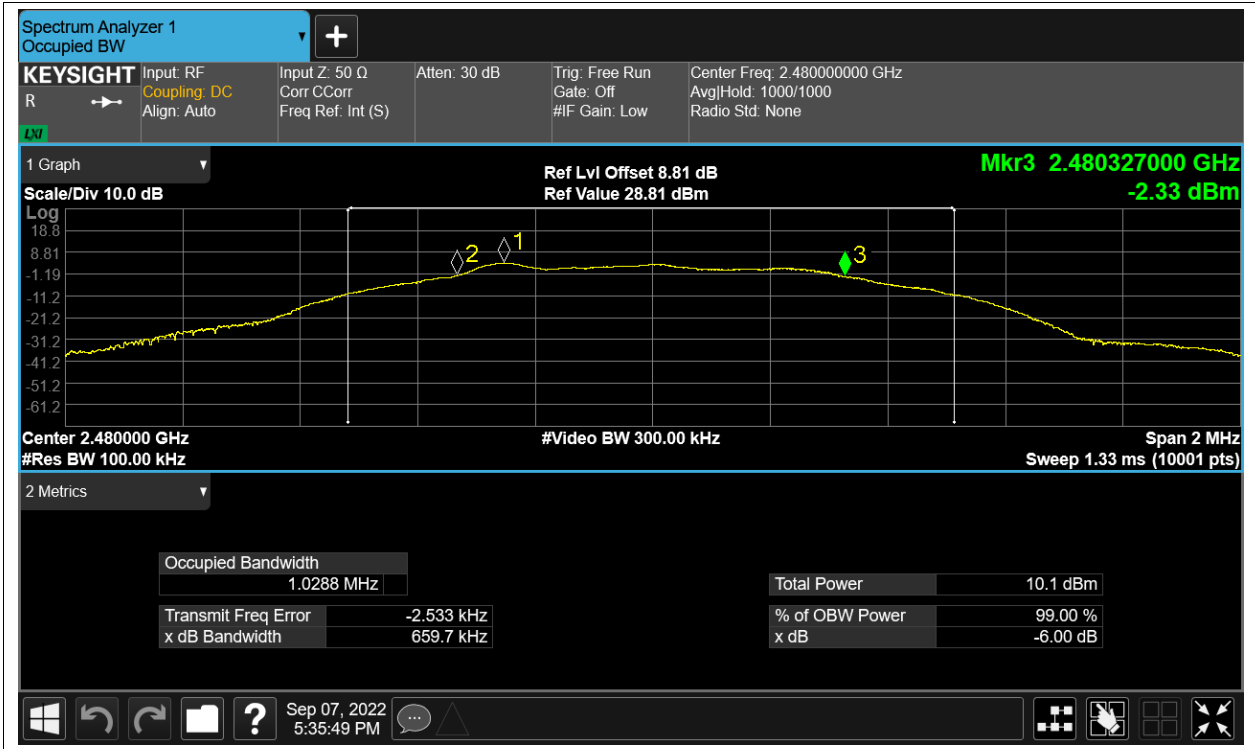 Spectrum Analyzer 1
Occupied BW
KEYSIGHT
R
LXI
Input: RF
Coupling: DC
Align: Auto
Input Z: 50 Ω
Corr CCorr
Freq Ref: Int (S)
Atten: 30 dB
Trig: Free Run
Gate: Off
#IF Gain: Low
Center Freq: 2.480000000 GHz
Avg|Hold: 1000/1000
Radio Std: None
1 Graph
Scale/Div 10.0 dB
Ref Lvl Offset 8.81 dB
Ref Value 28.81 dBm
Mkr3 2.480327000 GHz
-2.33 dBm
Log
18.8
8.81
-1.19
-11.2
-21.2
-31.2
-41.2
-51.2
-61.2
2
1
3
Center 2.480000 GHz
#Res BW 100.00 kHz
#Video BW 300.00 kHz
Span 2 MHz
Sweep 1.33 ms (10001 pts)
2 Metrics
Occupied Bandwidth
1.0288 MHz
Transmit Freq Error -2.533 kHz
x dB Bandwidth 659.7 kHz
Total Power 10.1 dBm
% of OBW Power 99.00 %
x dB -6.00 dB
?
Sep 07, 2022
5:35:49 PM